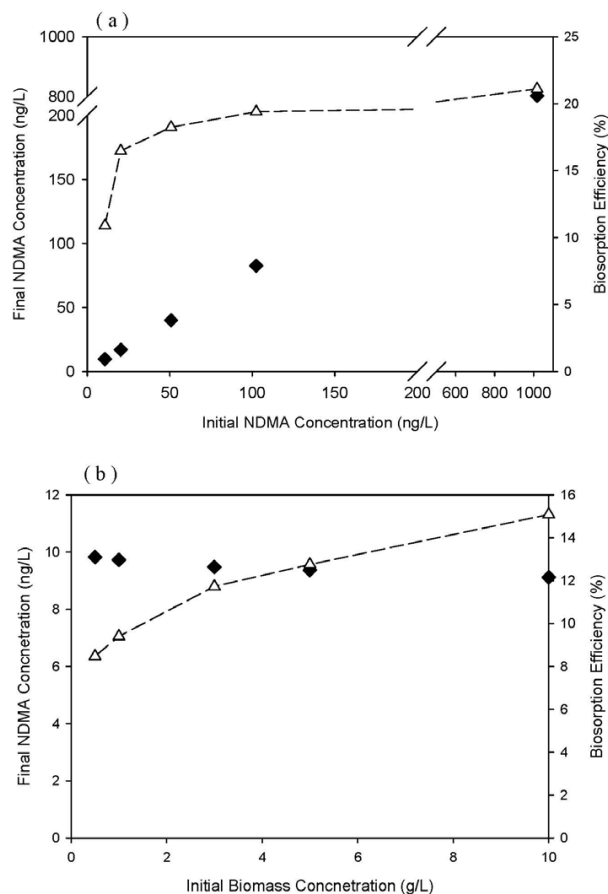 ( a )
1000
800
200
150
100
50
0
25
20
15
10
5
0
0 50 100 150 200 600 800 1000
Final NDMA Concentration (ng/L)
Biosorption Efficiency (%)
Initial NDMA Concentration (ng/L)
( b )
12
10
8
6
4
2
0
16
14
12
10
8
6
4
2
0
0 2 4 6 8 10
Final NDMA Concnetration (ng/L)
Biosorption Efficiency (%)
Initial Biomass Concnetration (g/L)